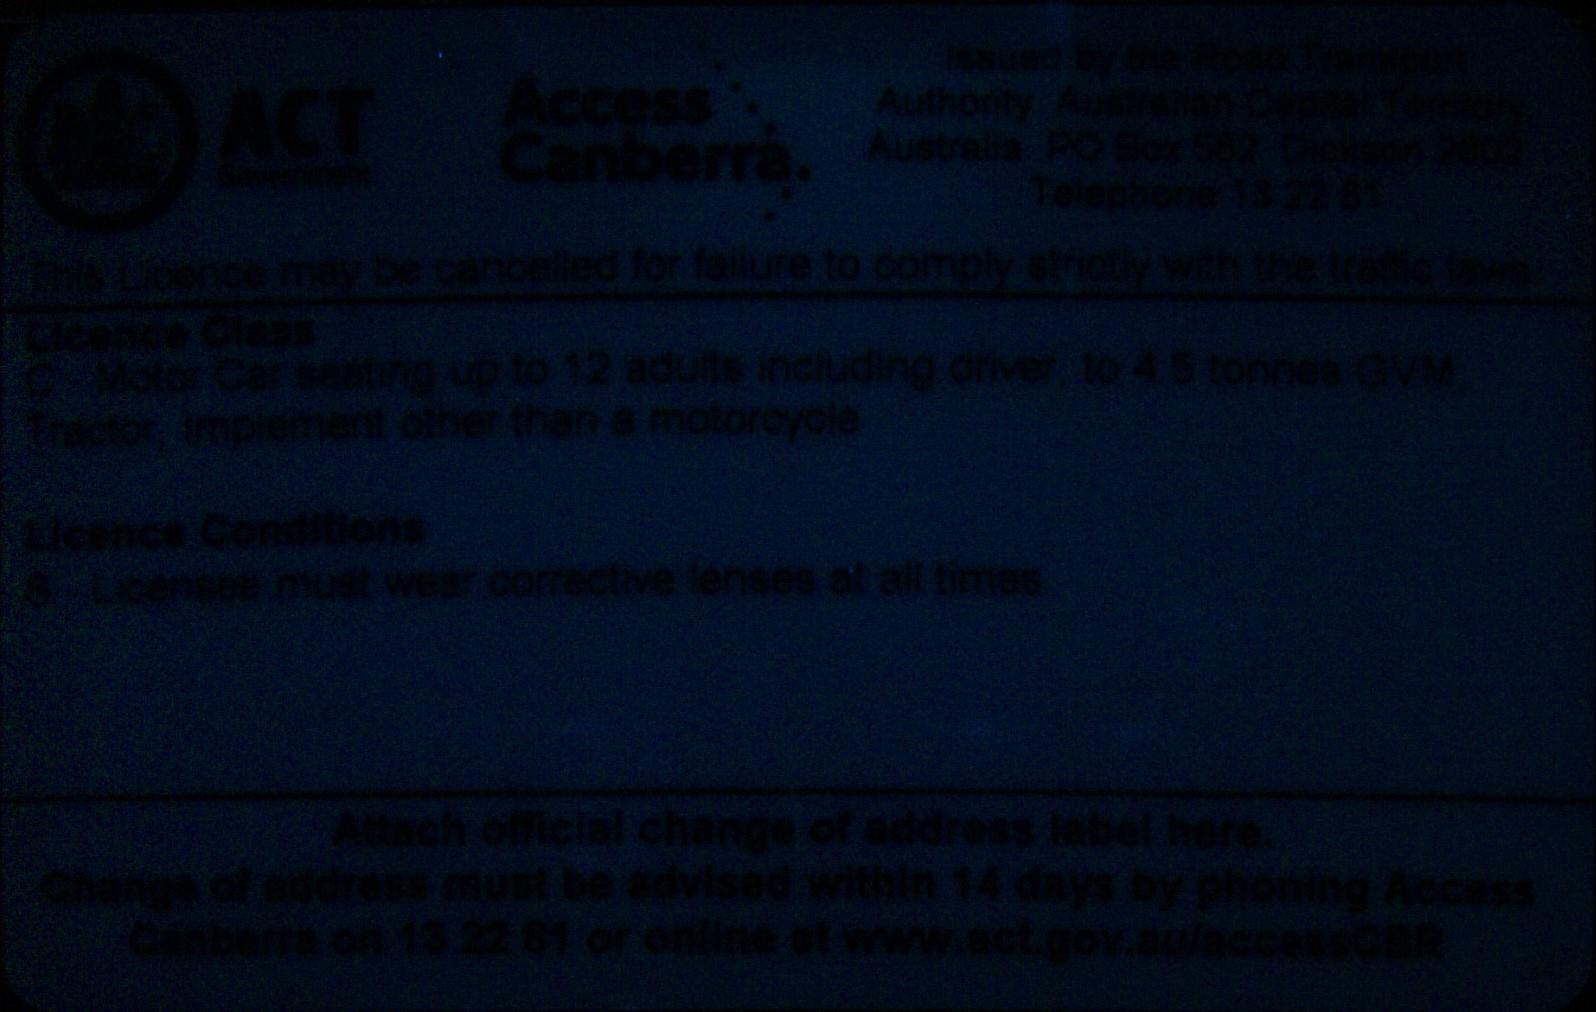 ACT
Government
Access
Canberra.
Issued by the Road Transport
Authority Australian Capital Territory,
Australia PO Box 582 Dickson 2602
Telephone 13 22 81
This Licence may be cancelled for failure to comply strictly with the traffic laws.
Licence Class
C - Motor Car seating up to 12 adults including driver, to 4.5 tonnes GVM,
Tractor, Implement other than a motorcycle
Licence Conditions
S - Licensee must wear corrective lenses at all times
Attach official change of address label here.
Change of address must be advised within 14 days by phoning Access
Canberra on 13 22 81 or online at www.act.gov.au/accessCBR